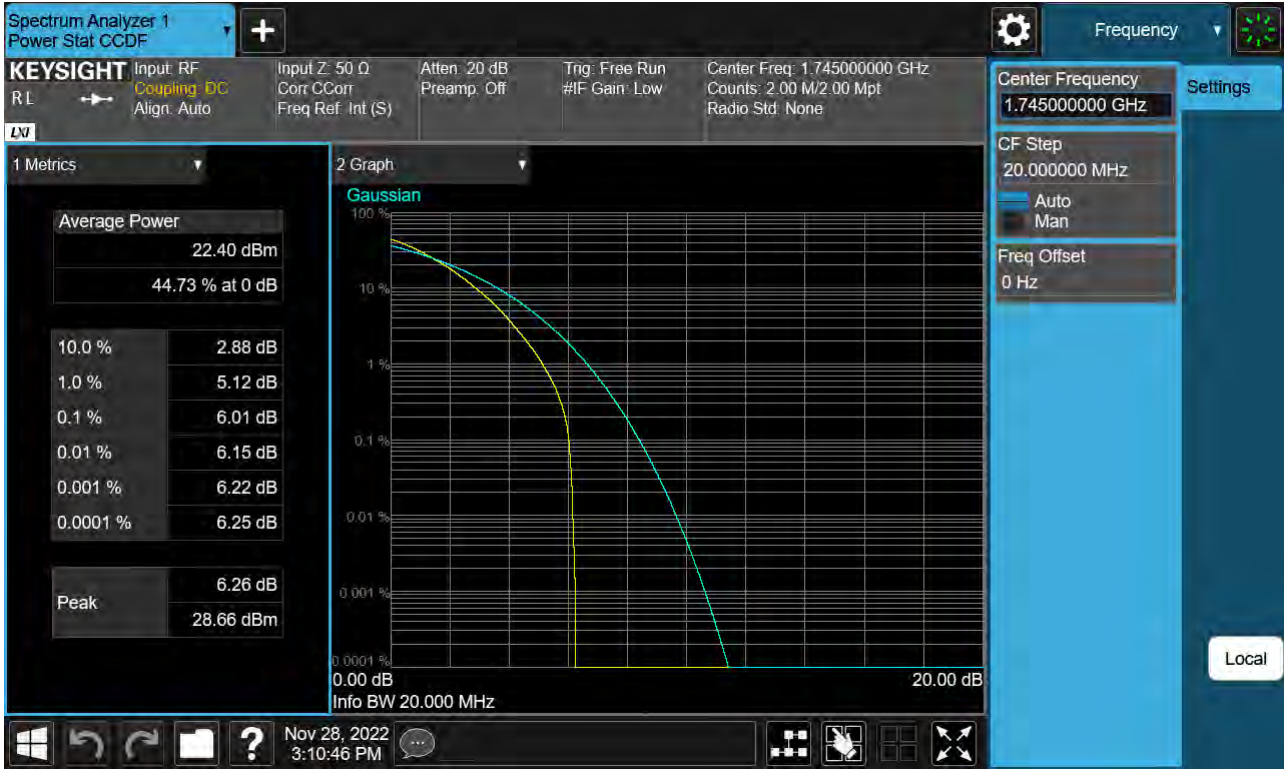 Spectrum Analyzer 1
Power Stat CCDF
Frequency
KEYSIGHT
RL
LXI
Input: RF
Coupling: DC
Align: Auto
Input Z: 50 Ω
Corr CCorr
Freq Ref: Int (S)
Atten: 20 dB
Preamp: Off
Trig: Free Run
#IF Gain: Low
Center Freq: 1.745000000 GHz
Counts: 2.00 M/2.00 Mpt
Radio Std: None
Center Frequency
1.745000000 GHz
Settings
CF Step
20.000000 MHz
Auto
Man
Freq Offset
0 Hz
Local
1 Metrics
Average Power
22.40 dBm
44.73 % at 0 dB
10.0 % 2.88 dB
1.0 % 5.12 dB
0.1 % 6.01 dB
0.01 % 6.15 dB
0.001 % 6.22 dB
0.0001 % 6.25 dB
Peak
6.26 dB
28.66 dBm
2 Graph
Gaussian
100 %
10 %
1 %
0.1 %
0.01 %
0.001 %
0.0001 %
0.00 dB 20.00 dB
Info BW 20.000 MHz
?
Nov 28, 2022
3:10:46 PM